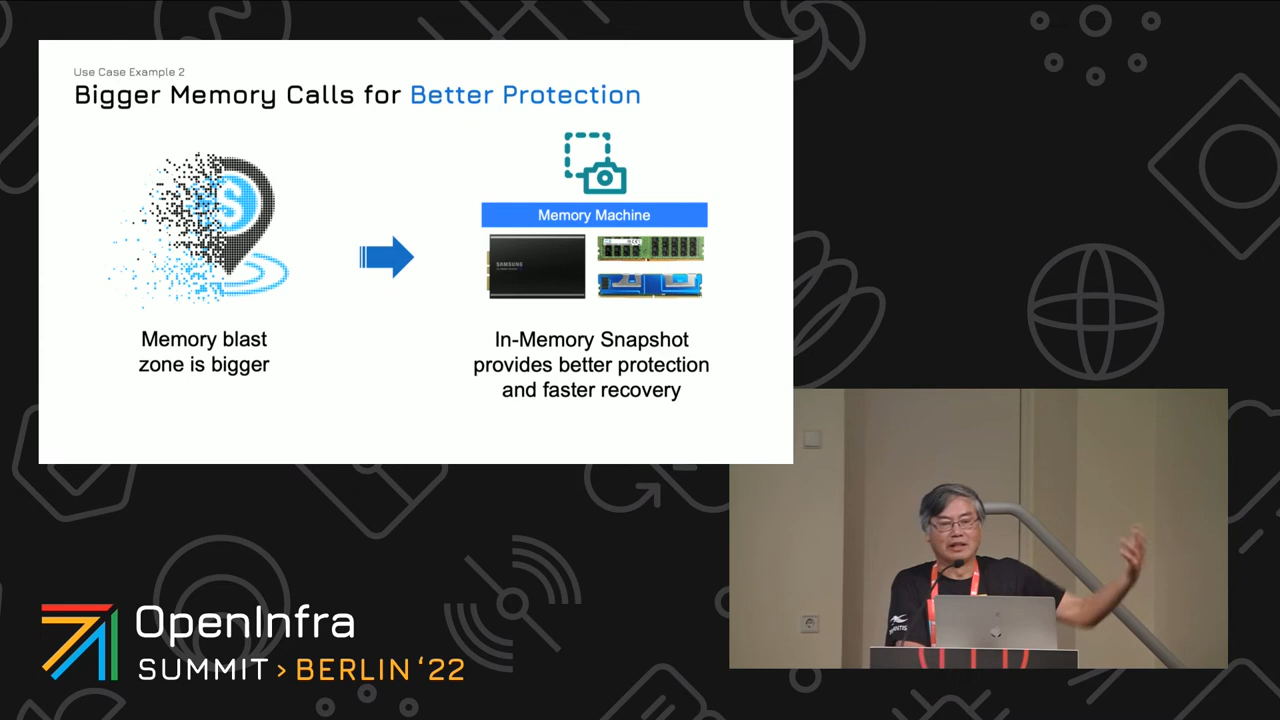 Use Case Example 2
Bigger Memory Calls for Better Protection
Memory Machine
SAMSUNG
Memory blast
zone is bigger
In-Memory Snapshot
provides better protection
and faster recovery
OpenInfra
SUMMIT > BERLIN ‘22